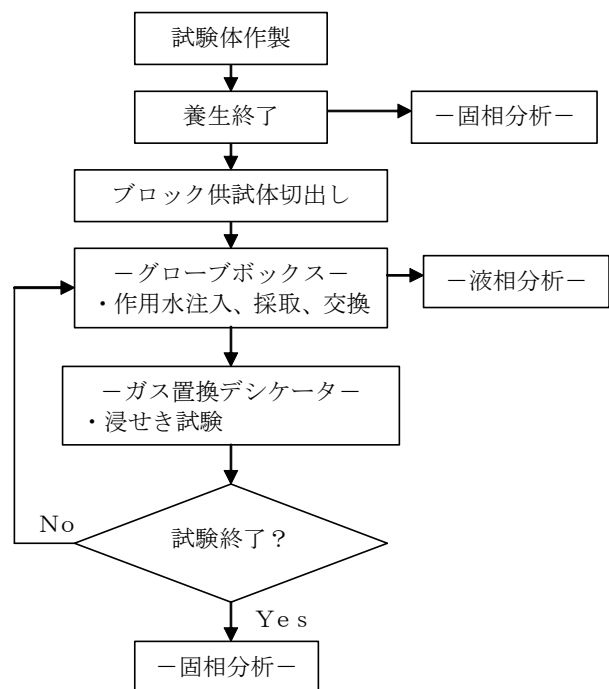 試験体作製
養生終了
－固相分析－
ブロック供試体切出し
－グローブボックス－
・作用水注入、採取、交換
－液相分析－
－ガス置換デシケータ－
・浸せき試験
No
試験終了？
Yes
－固相分析－